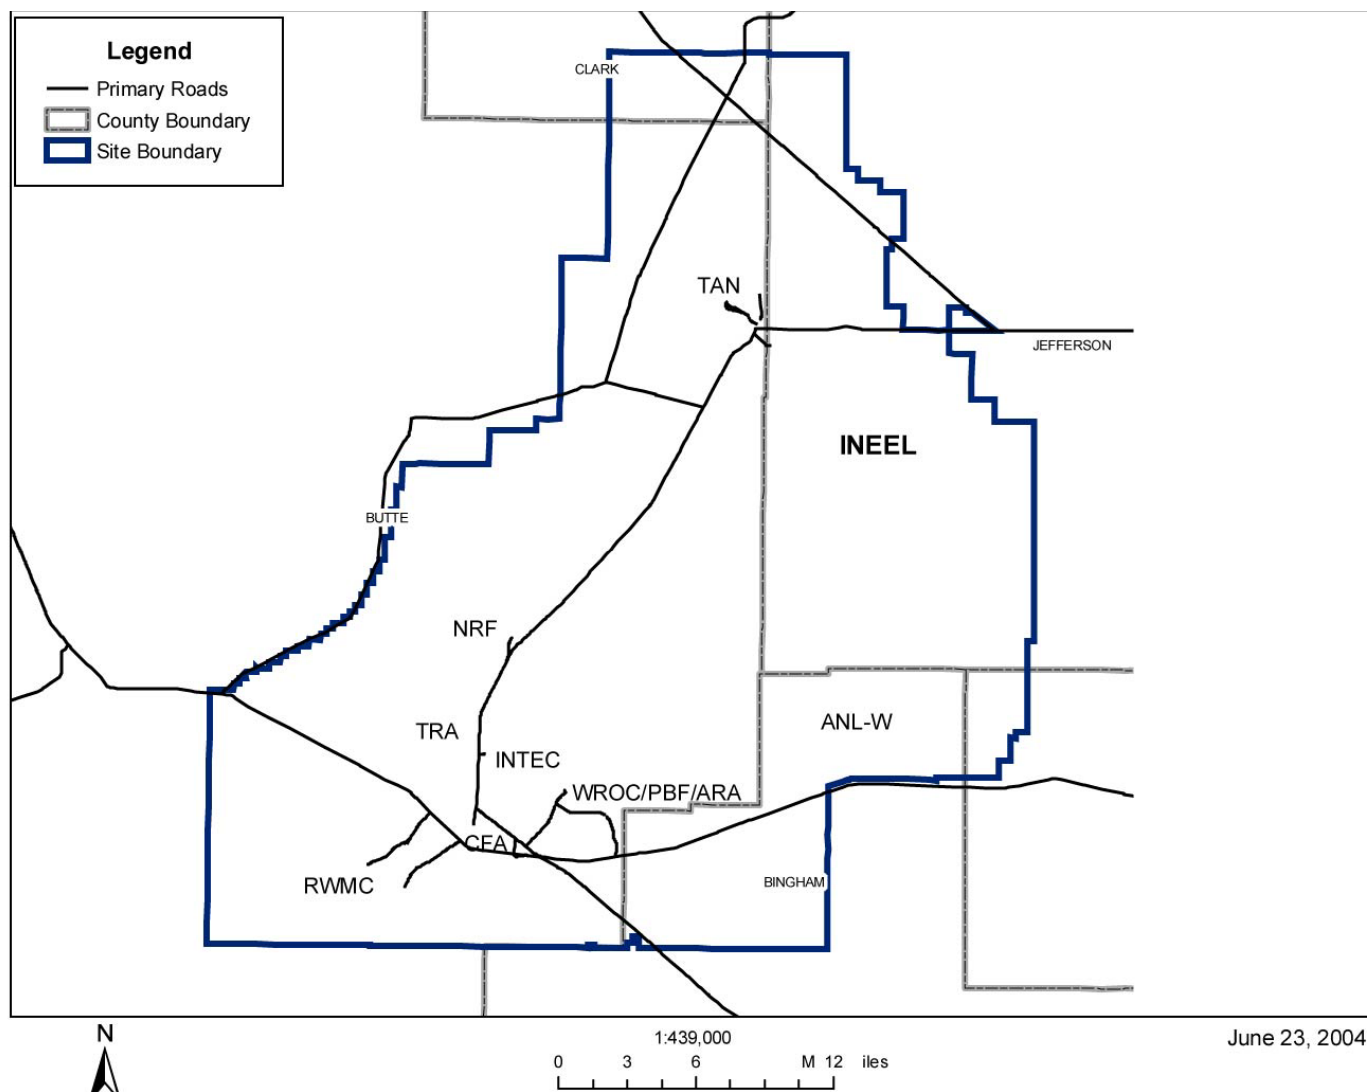 Legend
Primary Roads
County Boundary
Site Boundary
CLARK
TAN
JEFFERSON
INEEL
BUTTE
NRF
TRA
ANL-W
INTEC
WROC/PBF/ARA
CFA
RWMC
BINGHAM
N
1:439,000
June 23, 2004
0 3 6 M 12 iles